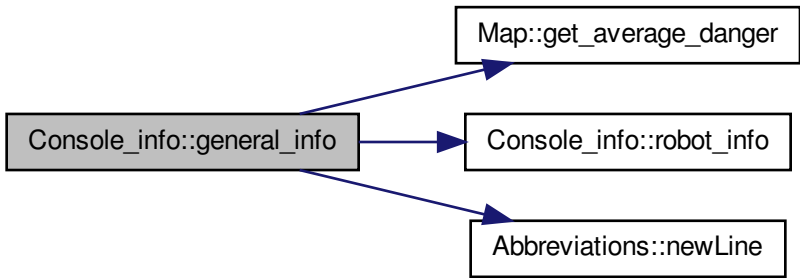 Map::get_average_danger
Console_info::general_info
Console_info::robot_info
Abbreviations::newLine